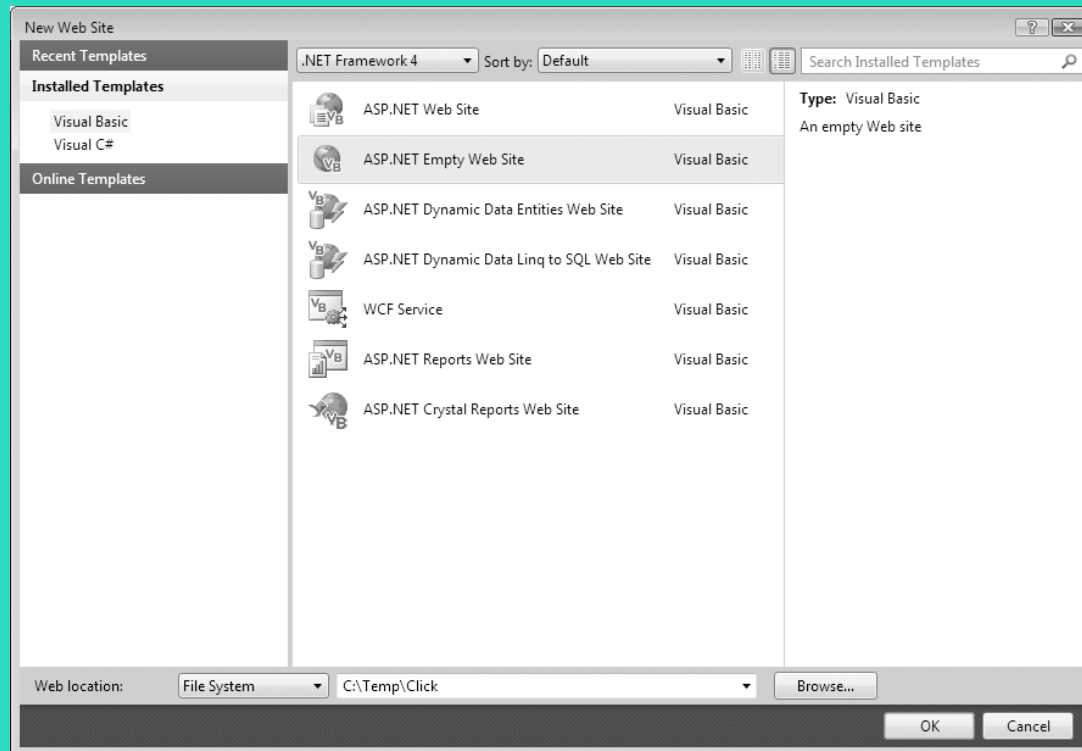 New Web Site
Recent Templates
Installed Templates
Visual Basic
Visual C#
Online Templates
.NET Framework 4 Sort by: Default Search Installed Templates
ASP.NET Web Site Visual Basic
ASP.NET Empty Web Site Visual Basic
ASP.NET Dynamic Data Entities Web Site Visual Basic
ASP.NET Dynamic Data Linq to SQL Web Site Visual Basic
WCF Service Visual Basic
ASP.NET Reports Web Site Visual Basic
ASP.NET Crystal Reports Web Site Visual Basic
Type: Visual Basic
An empty Web site
Web location: File System C:\Temp\Click Browse...
OK Cancel